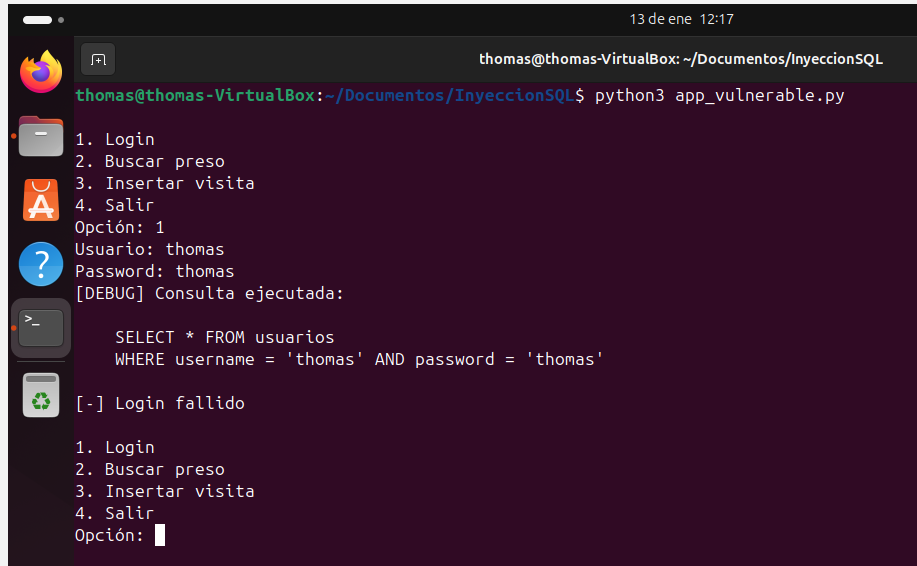 13 de ene 12:17
thomas@thomas-VirtualBox: ~/Documentos/InyeccionSQL
thomas@thomas-VirtualBox:~/Documentos/InyeccionSQL$ python3 app_vulnerable.py
1. Login
2. Buscar preso
3. Insertar visita
4. Salir
Opción: 1
Usuario: thomas
Password: thomas
[DEBUG] Consulta ejecutada:
SELECT * FROM usuarios
WHERE username = 'thomas' AND password = 'thomas'
[-] Login fallido
1. Login
2. Buscar preso
3. Insertar visita
4. Salir
Opción: